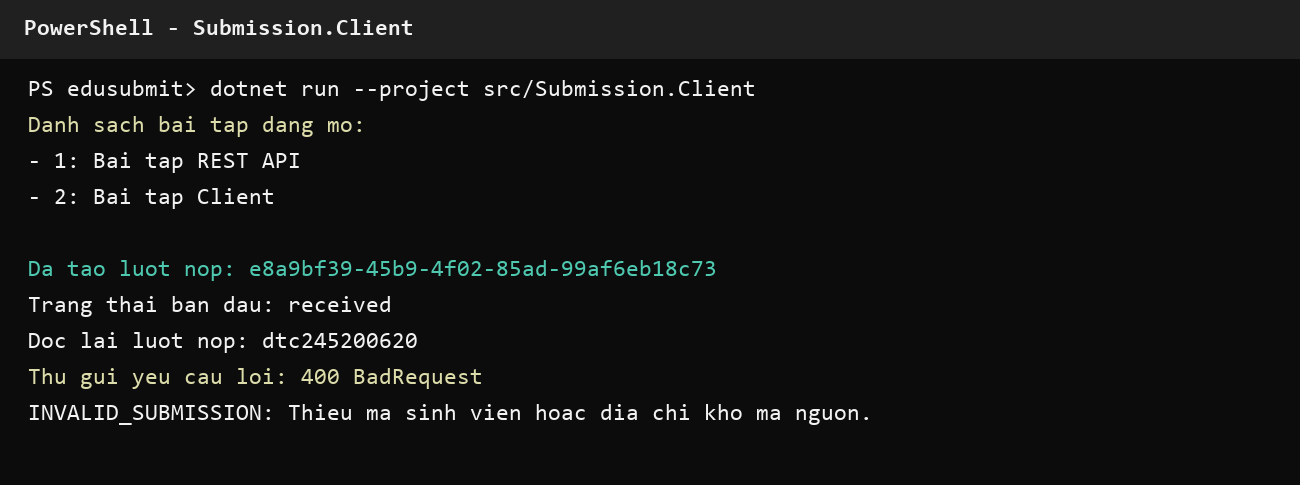 PowerShell - Submission.Client
PS edusubmit> dotnet run --project src/Submission.Client
Danh sach bai tap dang mo:
- 1: Bai tap REST API
- 2: Bai tap Client
Da tao luot nop: e8a9bf39-45b9-4f02-85ad-99af6eb18c73
Trang thai ban dau: received
Doc lai luot nop: dtc245200620
Thu gui yeu cau loi: 400 BadRequest
INVALID_SUBMISSION: Thieu ma sinh vien hoac dia chi kho ma nguon.